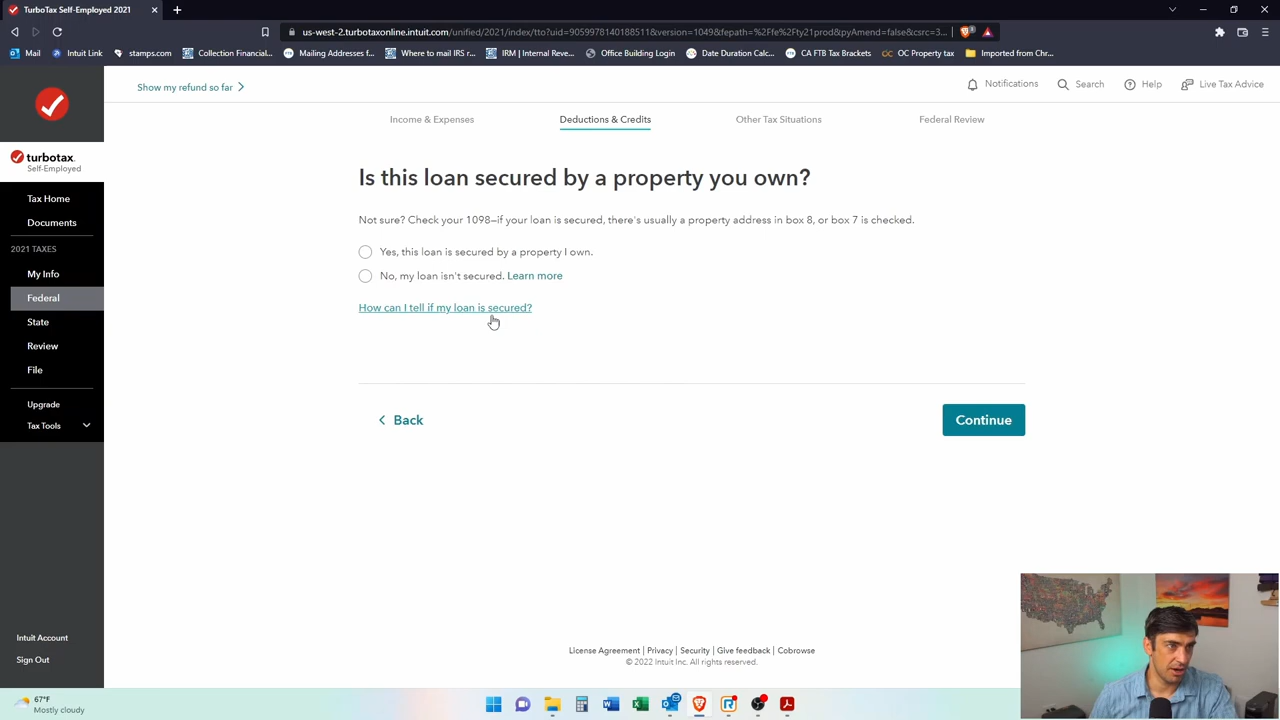 TurboTax Self-Employed 2021
us-west-2.turbotaxonline.intuit.com/unified/2021/index/tto?uid=9059978140185511&version=1049&fepath=%2Ffe%2Fty21prod&pyAmend=false&csrc=3...
Mail
Intuit Link
stamps.com
Collection Financial...
Where to mail IRS r...
IRM | Internal Reve...
Mailing Addresses f...
Office Building Login
Date Duration Calc...
CA FTB Tax Brackets
OC Property tax
Imported from Chr...
Show my refund so far
Notifications
Search
Help
Live Tax Advice
Income & Expenses
Deductions & Credits
Other Tax Situations
Federal Review
turbotax
Self-Employed
Tax Home
Documents
2021 TAXES
My Info
Federal
State
Review
File
Upgrade
Tax Tools
Intuit Account
Sign Out
Is this loan secured by a property you own?
Not sure? Check your 1098—if your loan is secured, there's usually a property address in box 8, or box 7 is checked.
Yes, this loan is secured by a property I own.
No, my loan isn't secured. Learn more
How can I tell if my loan is secured?
Back
Continue
License Agreement | Privacy | Security | Give feedback | Cobrowse
© 2022 Intuit Inc. All rights reserved.
67°F
Mostly cloudy